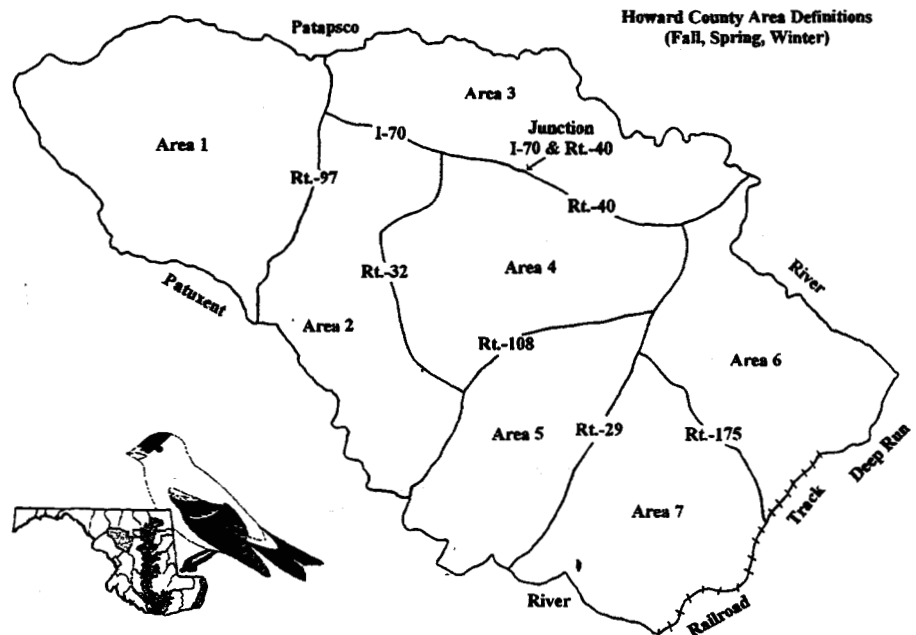 Howard County Area Definitions
(Fall, Spring, Winter)
Patapsco
Area 3
Area 1
I-70
Junction
I-70 & Rt.-40
Rt.-97
Rt.-40
Rt.-32
Area 4
River
Patuxent
Area 2
Rt.-108
Area 6
Area 5
Rt.-29
Rt.-175
Deep Run
Track
Area 7
River
Railroad